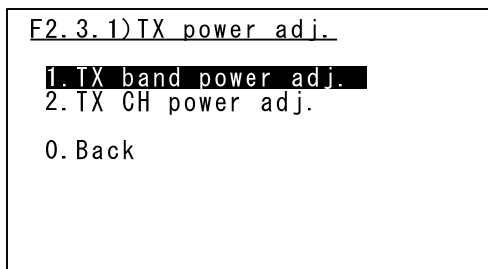 F2.3.1)TX power adj.
1.TX band power adj.
2.TX CH power adj.
0.Back